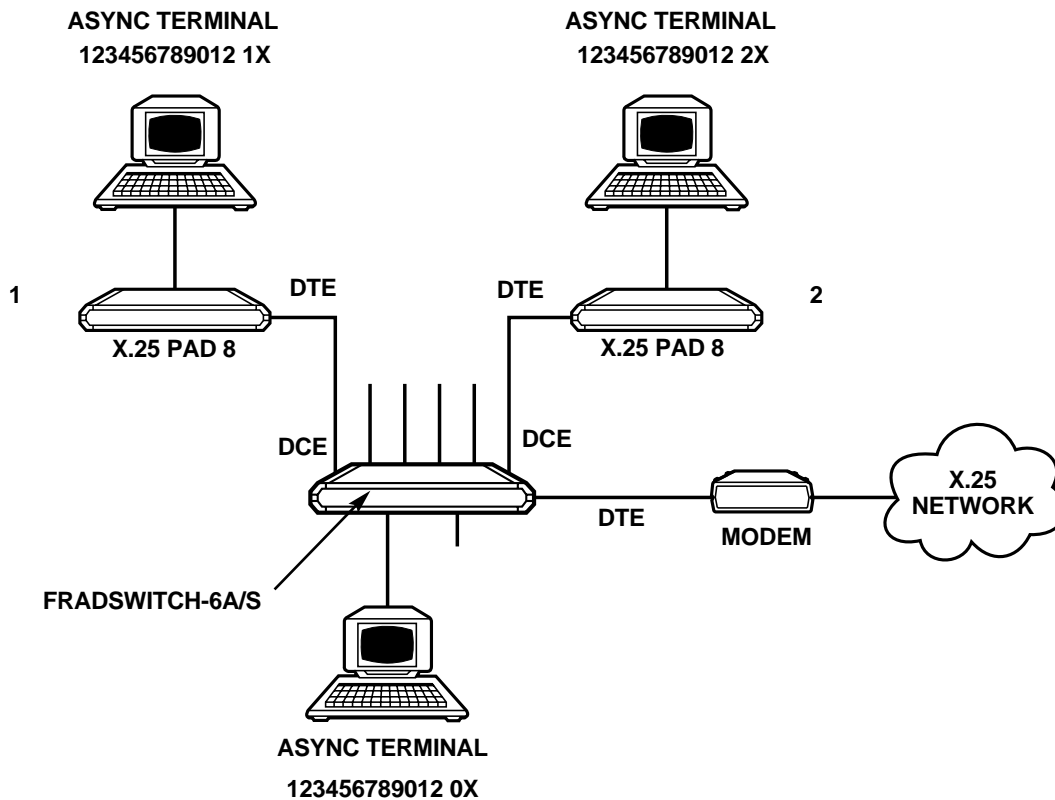 ASYNC TERMINAL
123456789012 1X
ASYNC TERMINAL
123456789012 2X
1
DTE
X.25 PAD 8
DTE
X.25 PAD 8
2
DCE
DCE
DTE
MODEM
X.25
NETWORK
FRADSWITCH-6A/S
ASYNC TERMINAL
123456789012 0X